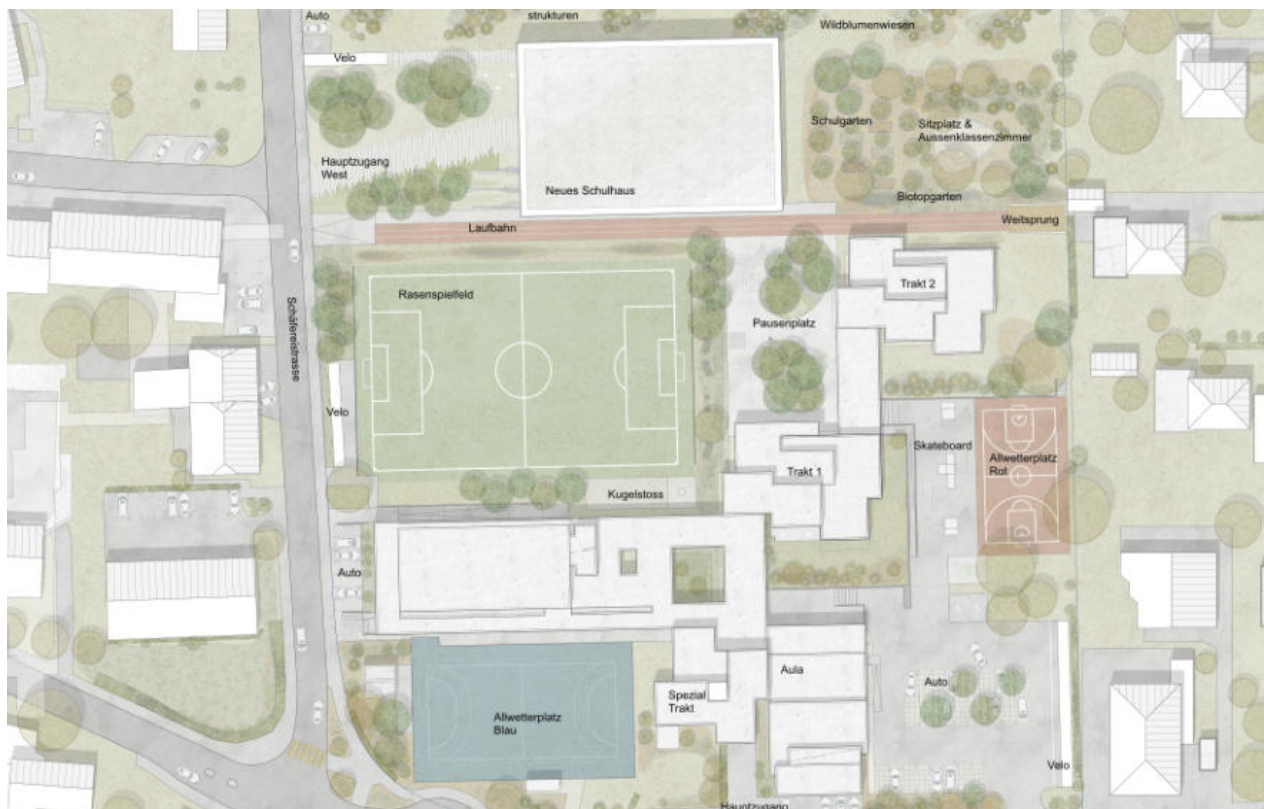 Auto
strukturen
Wildblumenwiesen
Velo
Schulgarten
Sitzplatz &
Aussenklassenzimmer
Hauptzugang
West
Neues Schulhaus
Biotopgarten
Laufbahn
Weitsprung
Trakt 2
Rasenspielfeld
Schäfereistrasse
Pausenplatz
Velo
Skateboard
Allwetterplatz
Rot
Trakt 1
Kugelstoss
Auto
Aula
Auto
Spezial
Trakt
Allwetterplatz
Blau
Velo
Hauptzugang